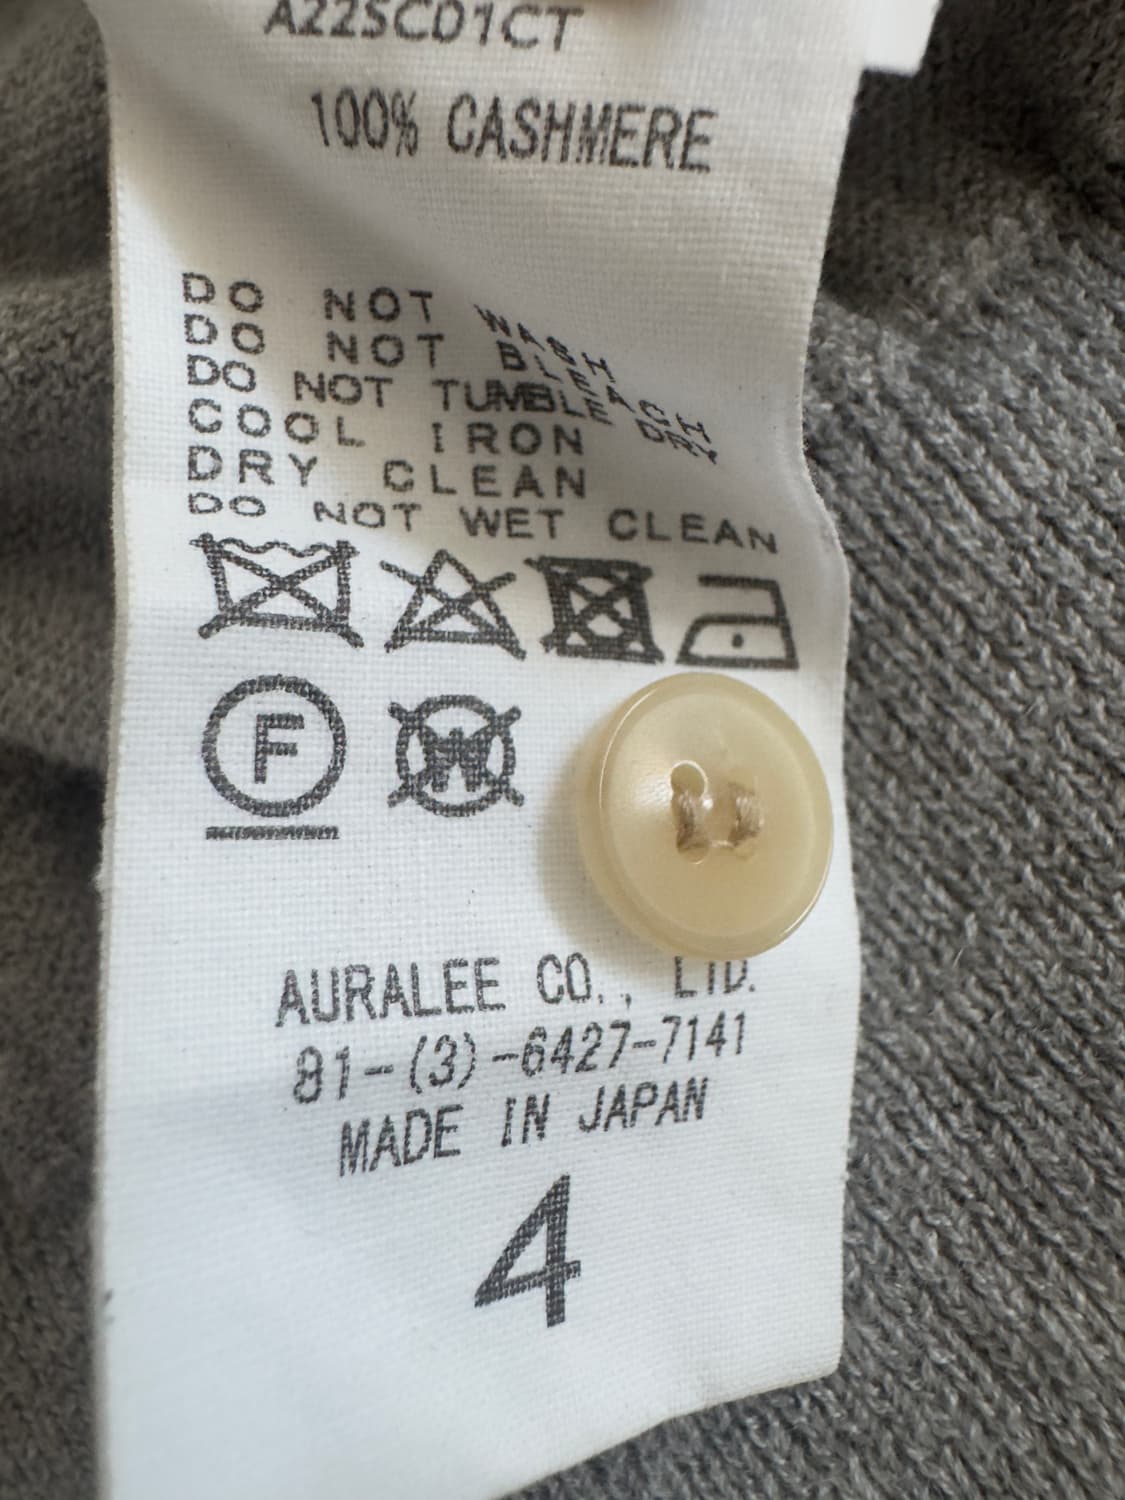 A22SC01CT
100% CASHMERE
DO NOT WASH
DO NOT BLEACH
DO NOT TUMBLE DRY
COOL IRON
DRY CLEAN
DO NOT WET CLEAN
F W
AURALEE CO., LTD.
81-(3)-6427-7141
MADE IN JAPAN
4